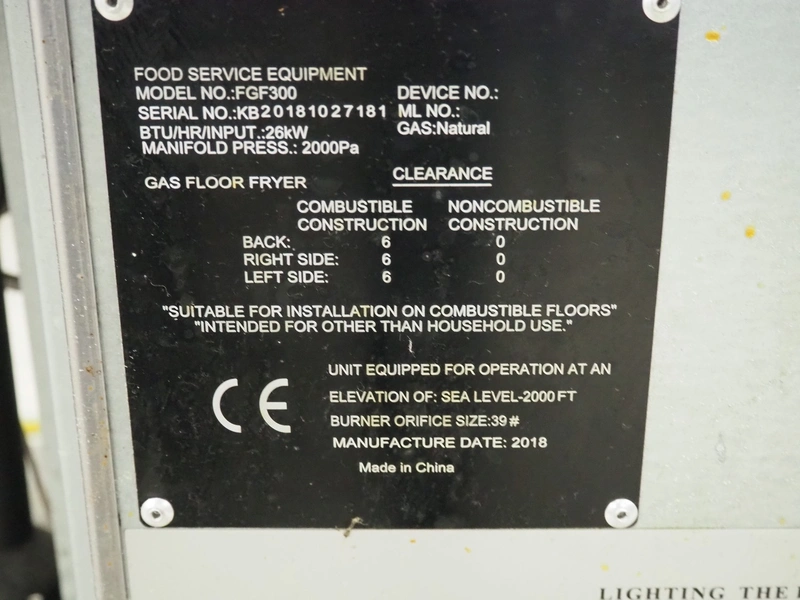 FOOD SERVICE EQUIPMENT
MODEL NO.:FGF300 DEVICE NO.:
SERIAL NO.:KB20181027181 ML NO.:
BTU/HR/INPUT.:26kW GAS:Natural
MANIFOLD PRESS.: 2000Pa
GAS FLOOR FRYER CLEARANCE
COMBUSTIBLE NONCOMBUSTIBLE
CONSTRUCTION CONSTRUCTION
BACK: 6 0
RIGHT SIDE: 6 0
LEFT SIDE: 6 0
"SUITABLE FOR INSTALLATION ON COMBUSTIBLE FLOORS"
"INTENDED FOR OTHER THAN HOUSEHOLD USE."
UNIT EQUIPPED FOR OPERATION AT AN
ELEVATION OF: SEA LEVEL-2000 FT
CE
BURNER ORIFICE SIZE:39#
MANUFACTURE DATE: 2018
Made in China
LIGHTING THE